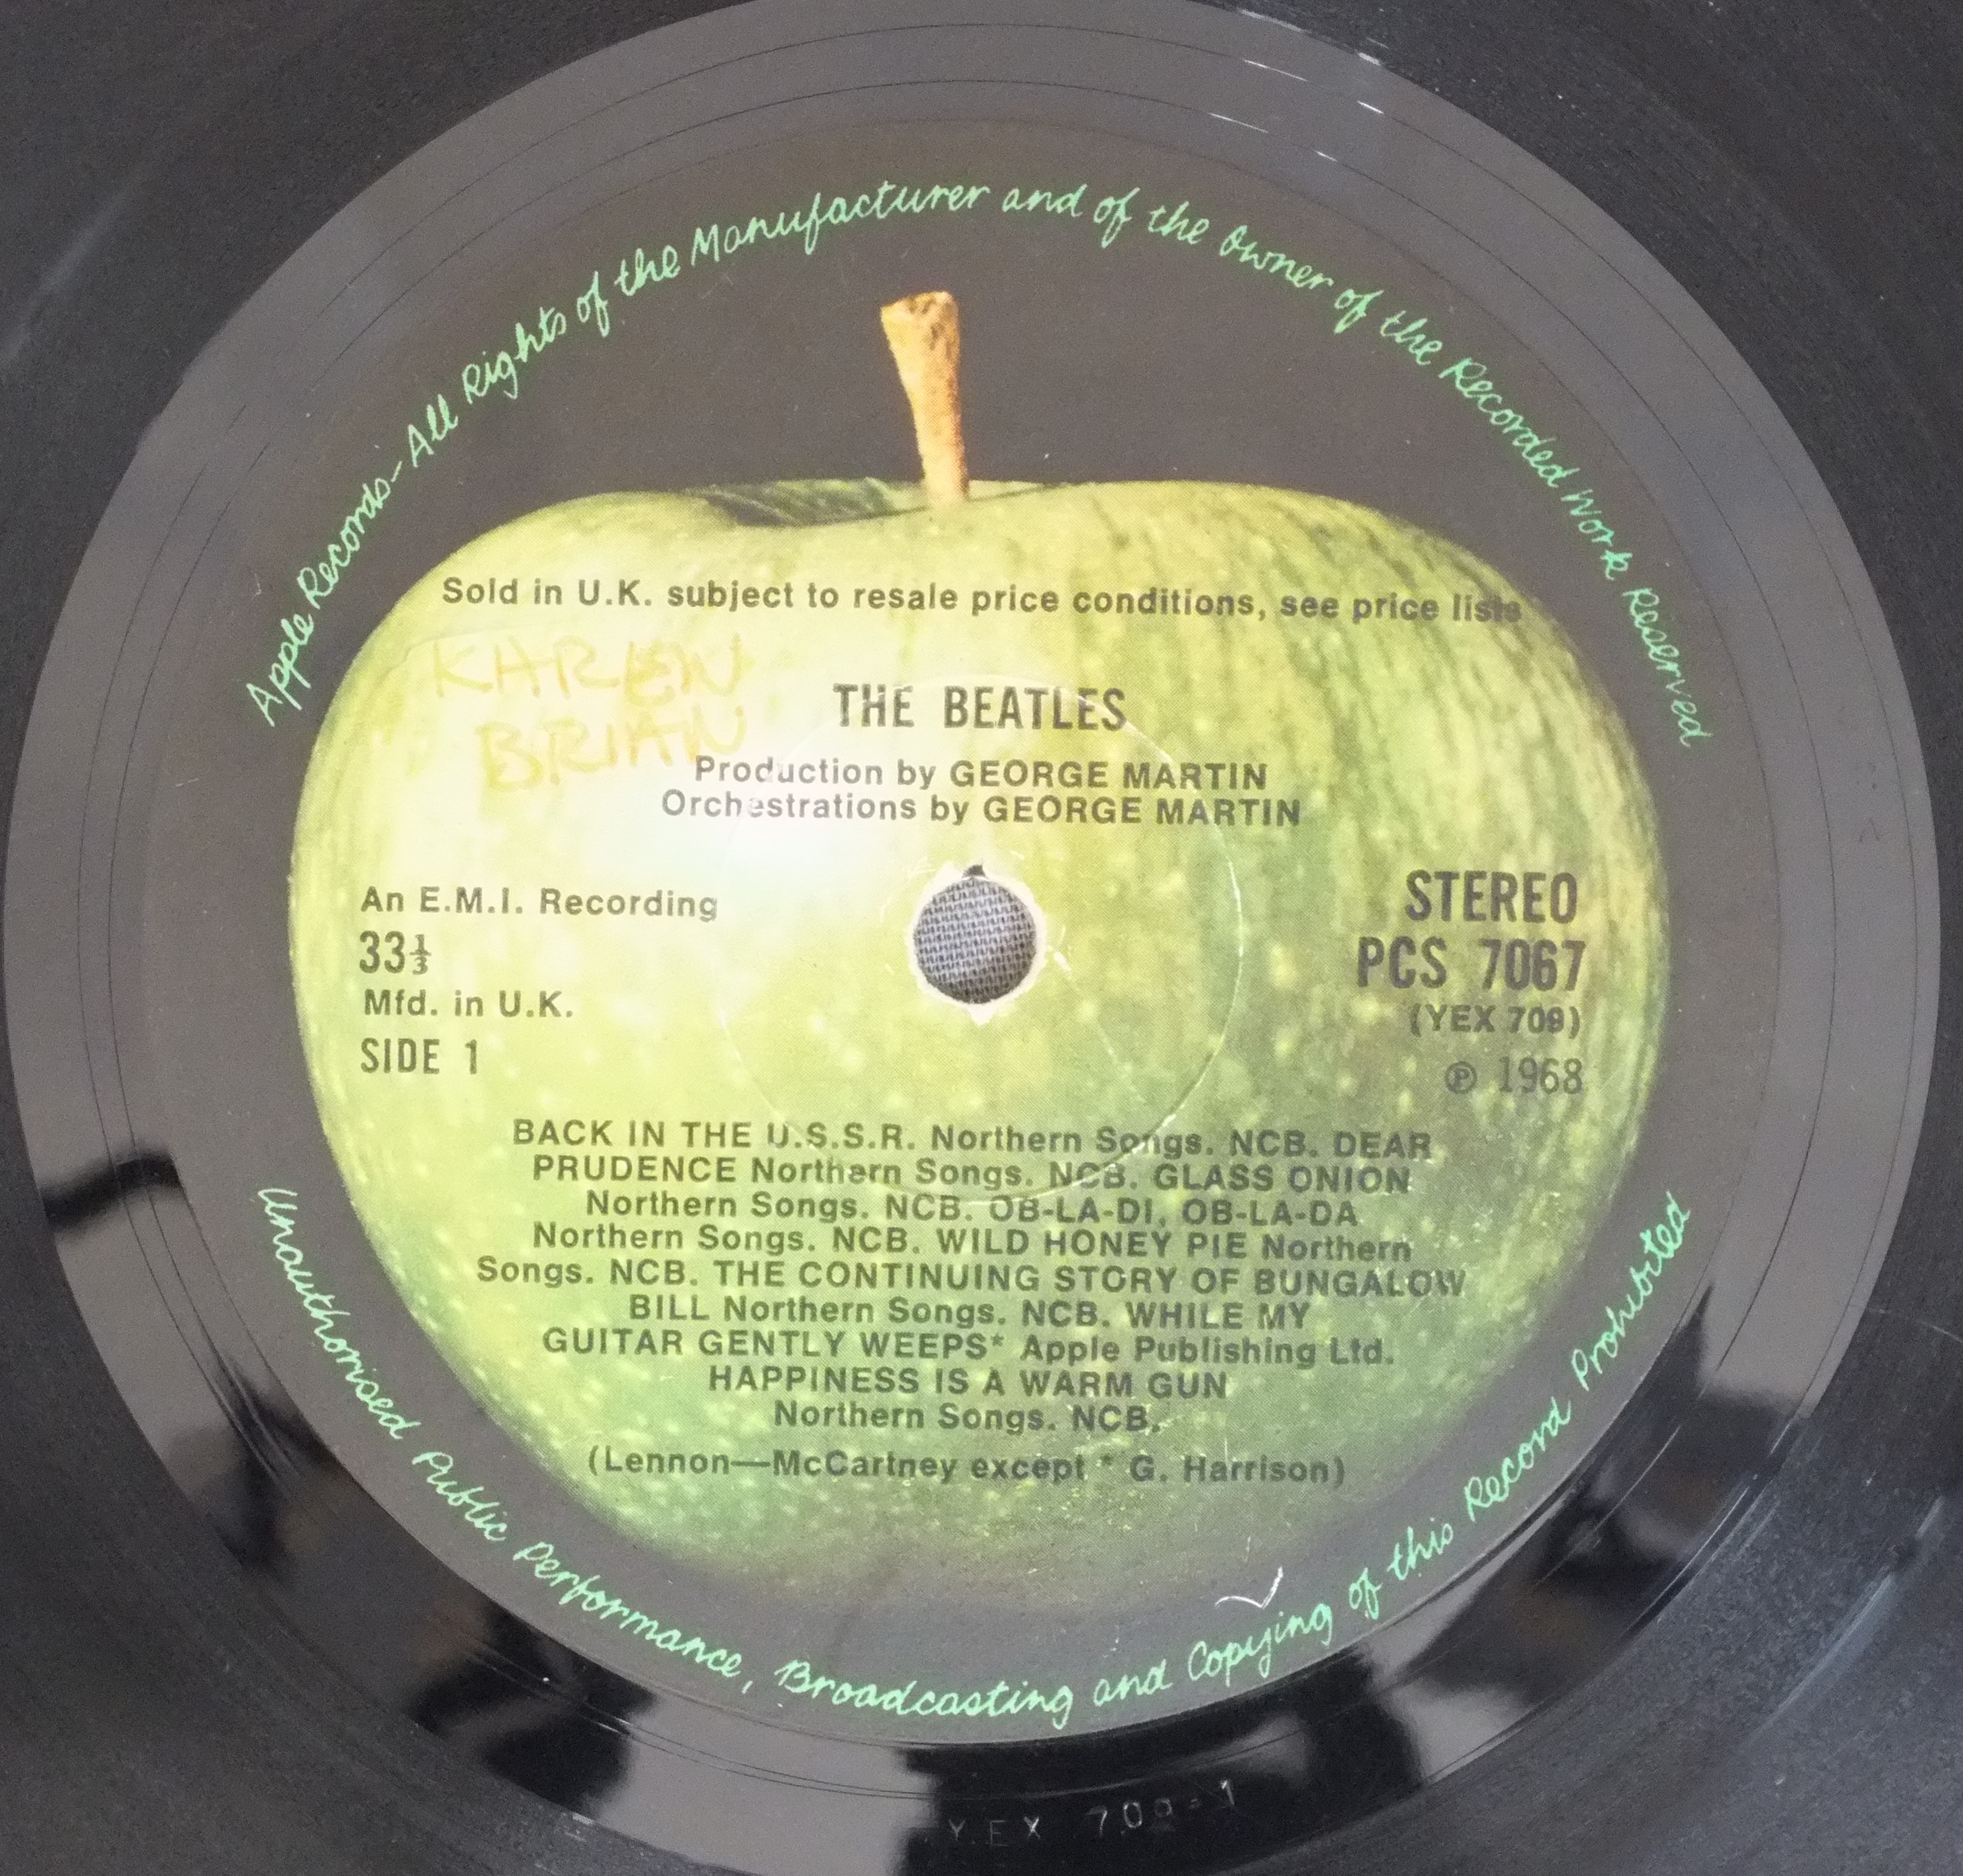 Apple Records-All Rights of the Manufacturer and of the Owner of the Recorded Work Reserved
Sold in U.K. subject to resale price conditions, see price lists
KAREN
BRIAN
THE BEATLES
Production by GEORGE MARTIN
Orchestrations by GEORGE MARTIN
An E.M.I. Recording
33⅓
Mfd. in U.K.
SIDE 1
STEREO
PCS 7067
(YEX 709)
℗ 1968
BACK IN THE U.S.S.R. Northern Songs. NCB. DEAR
PRUDENCE Northern Songs. NCB. GLASS ONION
Northern Songs. NCB. OB-LA-DI, OB-LA-DA
Northern Songs. NCB. WILD HONEY PIE Northern
Songs. NCB. THE CONTINUING STORY OF BUNGALOW
BILL Northern Songs. NCB. WHILE MY
GUITAR GENTLY WEEPS* Apple Publishing Ltd.
HAPPINESS IS A WARM GUN
Northern Songs. NCB.
(Lennon—McCartney except * G. Harrison)
Unauthorised Public Performance, Broadcasting and Copying of this Record Prohibited
YEX 709-1